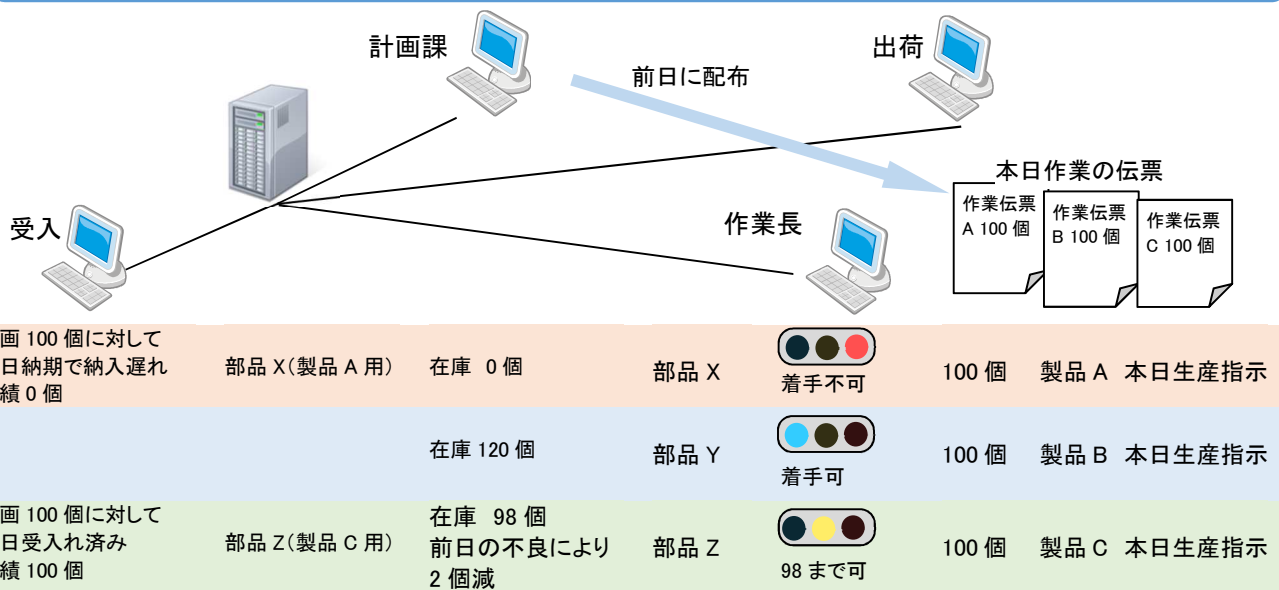 計画課
出荷
前日に配布
本日作業の伝票
受入
作業長
作業伝票
A 100 個
作業伝票
B 100 個
作業伝票
C 100 個
画 100 個に対して
日納期で納入遅れ
績 0 個
部品 X(製品 A 用)
在庫 0 個
部品 X
着手不可
100 個
製品 A 本日生産指示
在庫 120 個
部品 Y
着手可
100 個
製品 B 本日生産指示
画 100 個に対して
日受入れ済み
績 100 個
部品 Z(製品 C 用)
在庫 98 個
前日の不良により
2 個減
部品 Z
98 まで可
100 個
製品 C 本日生産指示